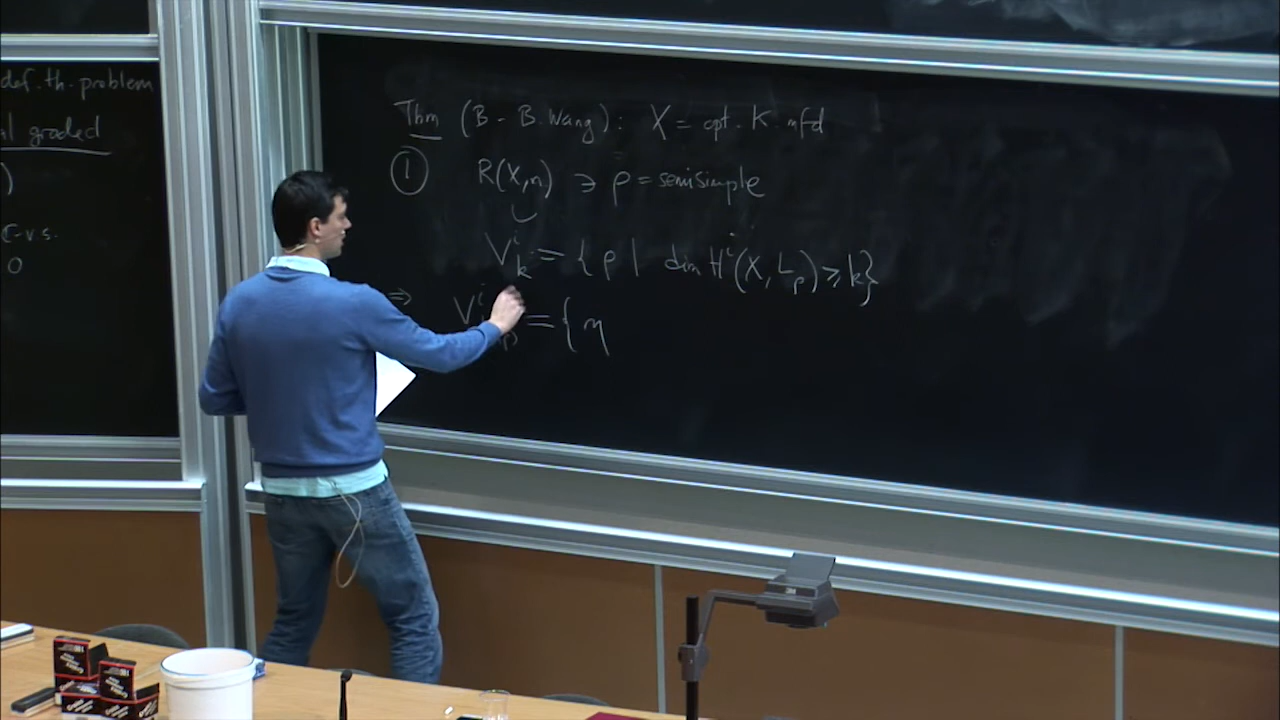 def. th. problem
l graded
)
C-v.s.
0
Thm (B - B. Wang): X = cpt. K. mfd
① R(X,n) ∋ ρ = semisimple
∪
V^i_k = { ρ | dim H^i(X, L_ρ) ≥ k}
⇒ V^i = { η